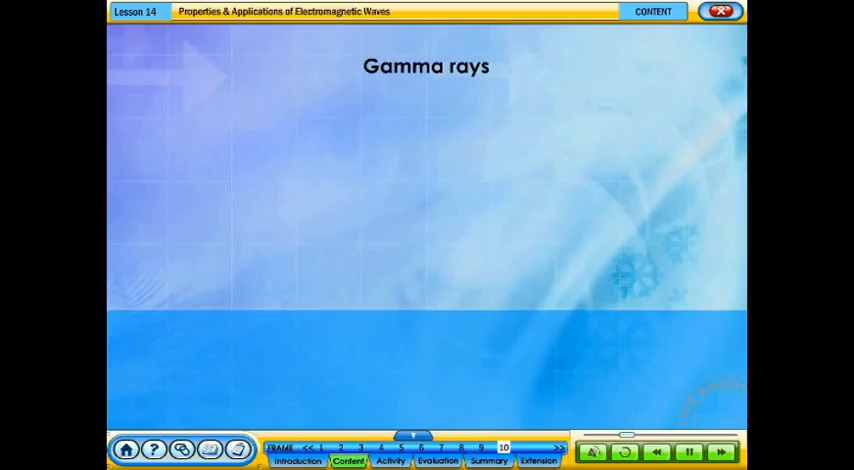 Lesson 14 Properties & Applications of Electromagnetic Waves CONTENT
Gamma rays
FRAME << 1 2 3 4 5 6 7 8 9 10 >>
Introduction Content Activity Evaluation Summary Extension